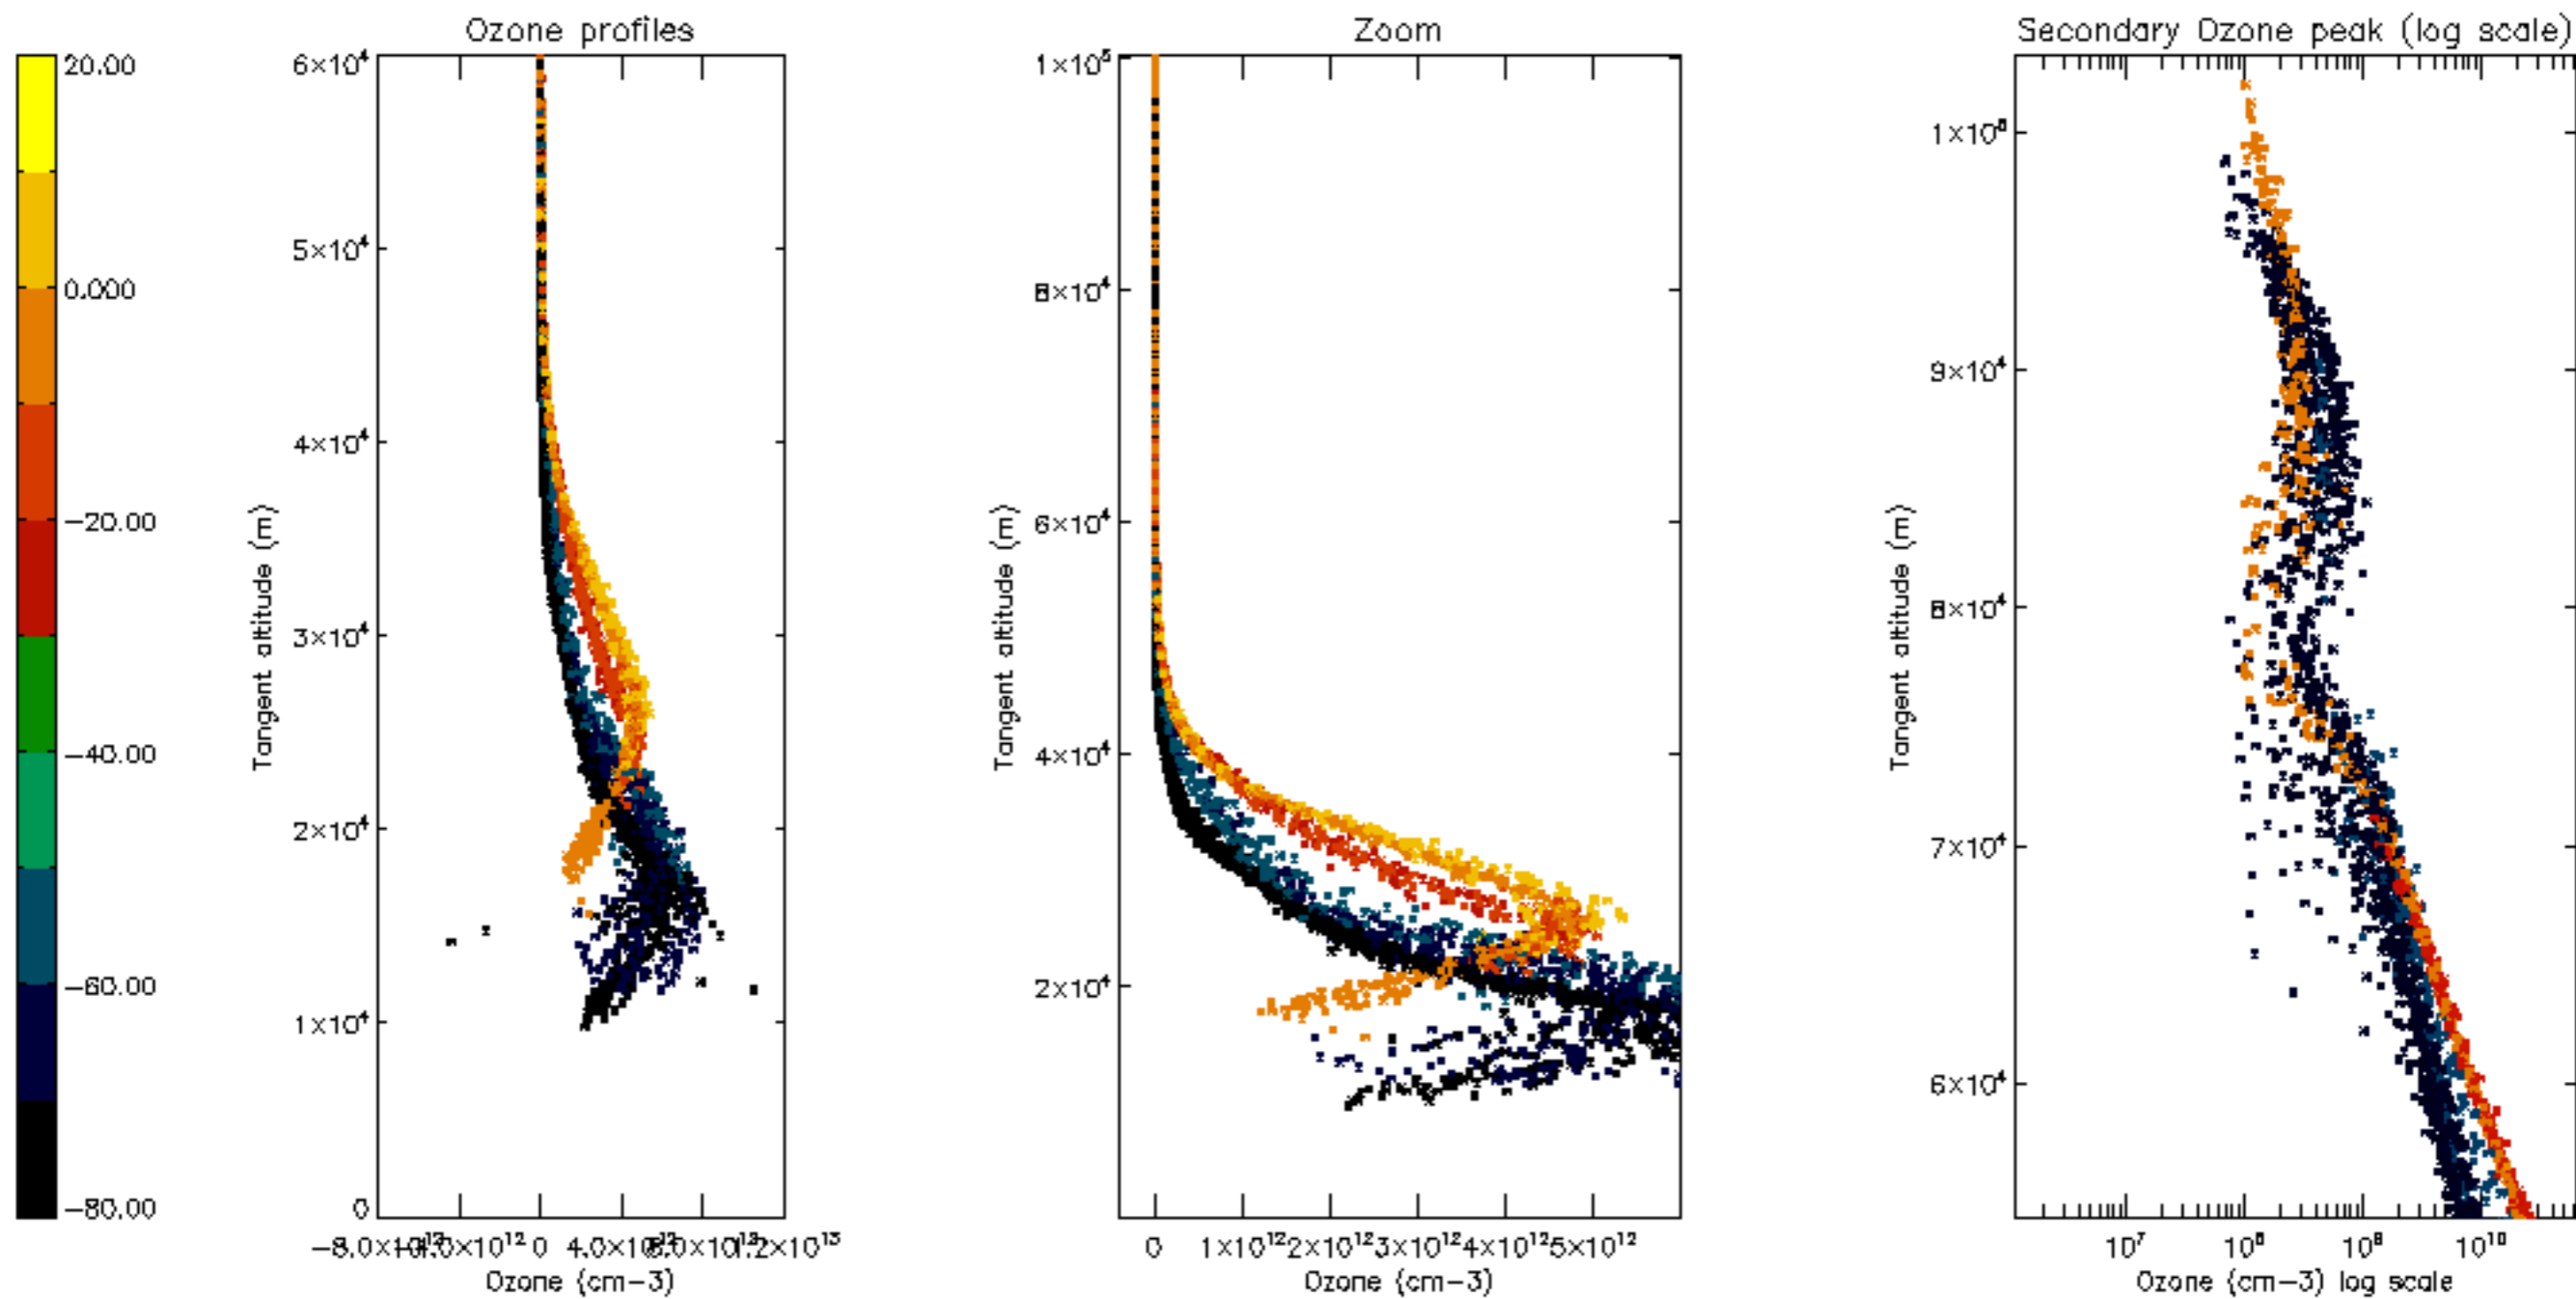 Ozone profiles
Zoom
Secondary Ozone peak (log scale)
20.00
0.000
−20.00
−40.00
−60.00
−80.00
Tangent altitude (m)
6×10⁴
5×10⁴
4×10⁴
3×10⁴
2×10⁴
1×10⁴
0
0
Ozone (cm−3)
Tangent altitude (m)
1×10⁵
8×10⁴
6×10⁴
4×10⁴
2×10⁴
0 1×10¹² 2×10¹² 3×10¹² 4×10¹² 5×10¹²
Ozone (cm−3)
Tangent altitude (m)
9×10⁴
8×10⁴
7×10⁴
6×10⁴
10⁷ 10⁸ 10⁹ 10¹⁰
Ozone (cm−3) log scale